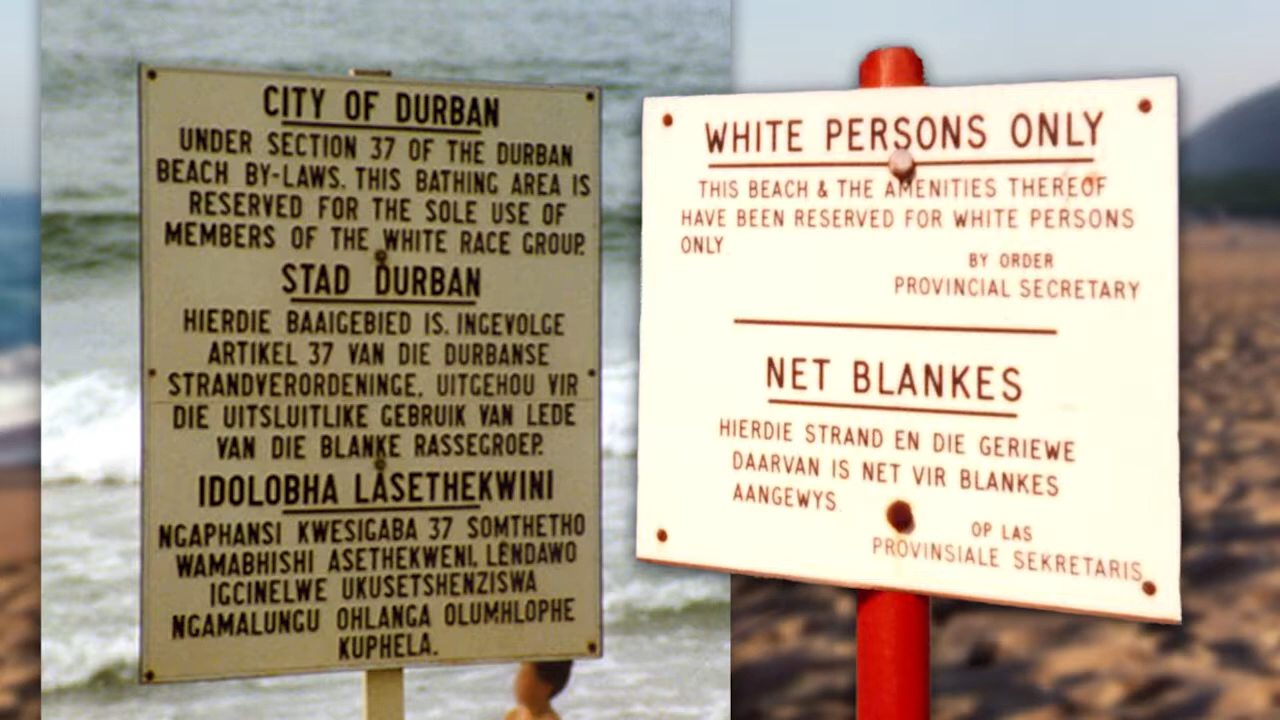 CITY OF DURBAN
UNDER SECTION 37 OF THE DURBAN
BEACH BY-LAWS. THIS BATHING AREA IS
RESERVED FOR THE SOLE USE OF
MEMBERS OF THE WHITE RACE GROUP.
STAD DURBAN
HIERDIE BAAIGEBIED IS. INGEVOLGE
ARTIKEL 37 VAN DIE DURBANSE
STRANDVERORDENINGE, UITGEHOU VIR
DIE UITSLUITLIKE GEBRUIK VAN LEDE
VAN DIE BLANKE RASSEGROEP.
IDOLOBHA LASETHEKWINI
NGAPHANSI KWESIGABA 37 SOMTHETHO
WAMABHISHI ASETHEKWENI, LENDAWO
IGCINELWE UKUSETSHENZISWA
NGAMALUNGU OHLANGA OLUMHLOPHE
KUPHELA.
WHITE PERSONS ONLY
THIS BEACH & THE AMENITIES THEREOF
HAVE BEEN RESERVED FOR WHITE PERSONS
ONLY.
BY ORDER
PROVINCIAL SECRETARY
NET BLANKES
HIERDIE STRAND EN DIE GERIEWE
DAARVAN IS NET VIR BLANKES
AANGEWYS.
OP LAS
PROVINSIALE SEKRETARIS